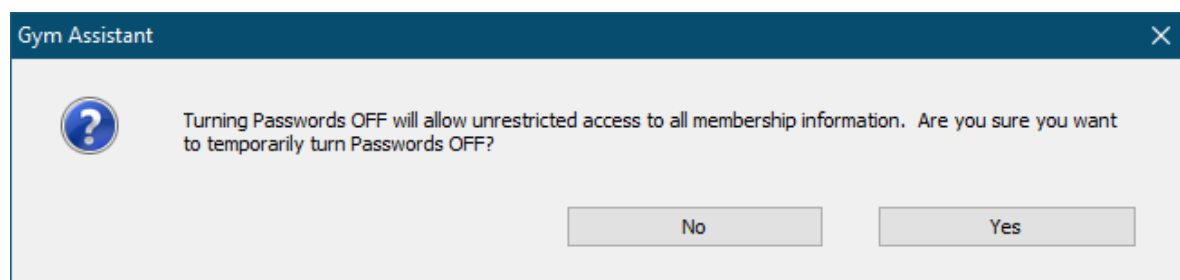 Gym Assistant
Turning Passwords OFF will allow unrestricted access to all membership information.  Are you sure you want
to temporarily turn Passwords OFF?
No
Yes